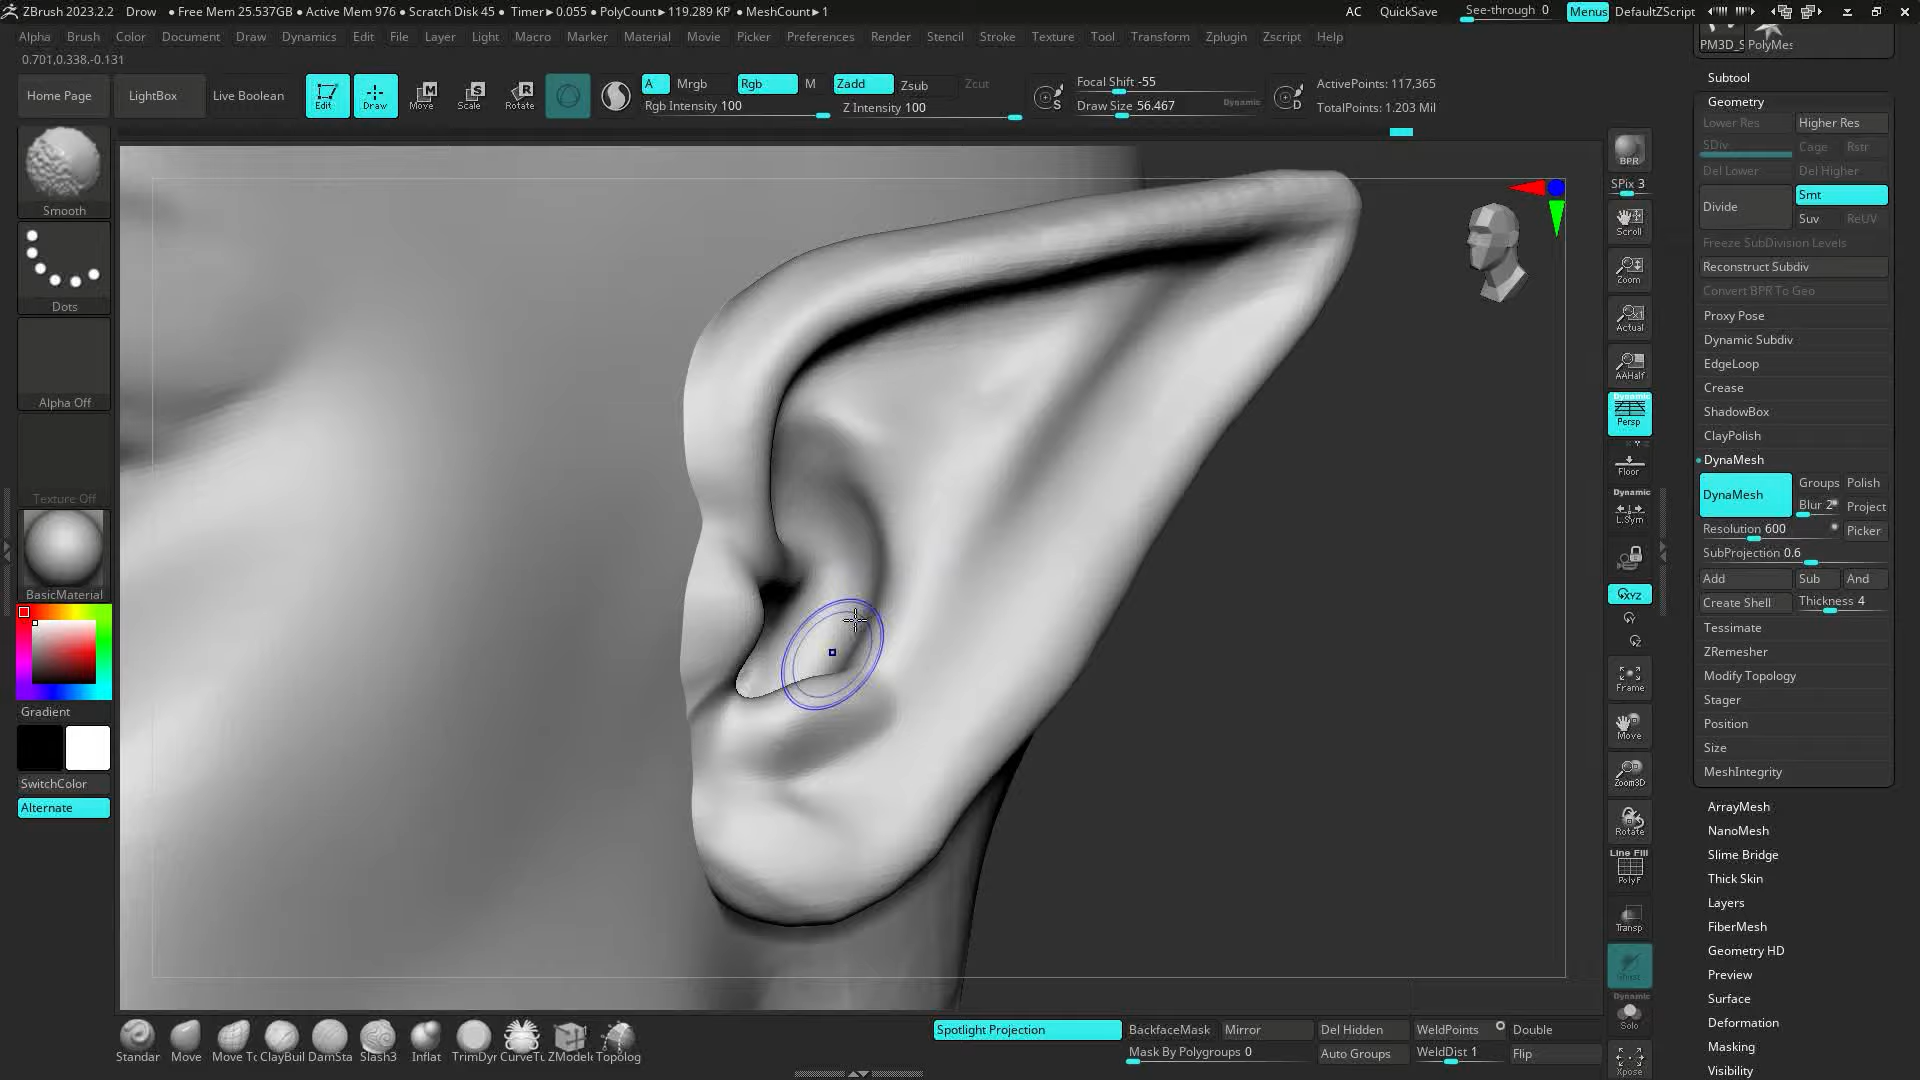 ZBrush 2023.2.2 Drow ● Free Mem 25.537GB ● Active Mem 976 ● Scratch Disk 45 ● Timer▸0.055 ● PolyCount▸119.289 KP ● MeshCount▸1 AC QuickSave See-through 0 Menus DefaultZScript
Alpha Brush Color Document Draw Dynamics Edit File Layer Light Macro Marker Material Movie Picker Preferences Render Stencil Stroke Texture Tool Transform Zplugin Zscript Help
0.701,0.338,-0.131
Home Page LightBox Live Boolean Edit Draw Move Scale Rotate
A Mrgb Rgb M Zadd Zsub Zcut
Rgb Intensity 100 Z Intensity 100
Focal Shift -55
Draw Size 56.467 Dynamic
ActivePoints: 117,365
TotalPoints: 1.203 Mil
Smooth
Dots
Alpha Off
Texture Off
BasicMaterial
Gradient
SwitchColor
Alternate
BPR
SPix 3
Scroll
Zoom
Actual
AAHalf
Dynamic
Persp
Floor
Dynamic
L.Sym
XYZ
Frame
Move
Zoom3D
Rotate
Line Fill
PolyF
Transp
Ghost
Dynamic
Solo
Xpose
PM3D_S PolyMes
Subtool
Geometry
Lower Res Higher Res
SDiv Cage Rstr
Del Lower Del Higher
Divide Smt
Suv ReUV
Freeze SubDivision Levels
Reconstruct Subdiv
Convert BPR To Geo
Proxy Pose
Dynamic Subdiv
EdgeLoop
Crease
ShadowBox
ClayPolish
DynaMesh
DynaMesh Groups Polish
Blur 2 Project
Resolution 600 Picker
SubProjection 0.6
Add Sub And
Create Shell Thickness 4
Tessimate
ZRemesher
Modify Topology
Stager
Position
Size
MeshIntegrity
ArrayMesh
NanoMesh
Slime Bridge
Thick Skin
Layers
FiberMesh
Geometry HD
Preview
Surface
Deformation
Masking
Visibility
Standar Move Move Tc ClayBuil DamSta Slash3 Inflat TrimDyr CurveTu ZModele Topolog
Spotlight Projection BackfaceMask Mirror Del Hidden WeldPoints Double
Mask By Polygroups 0 Auto Groups WeldDist 1 Flip